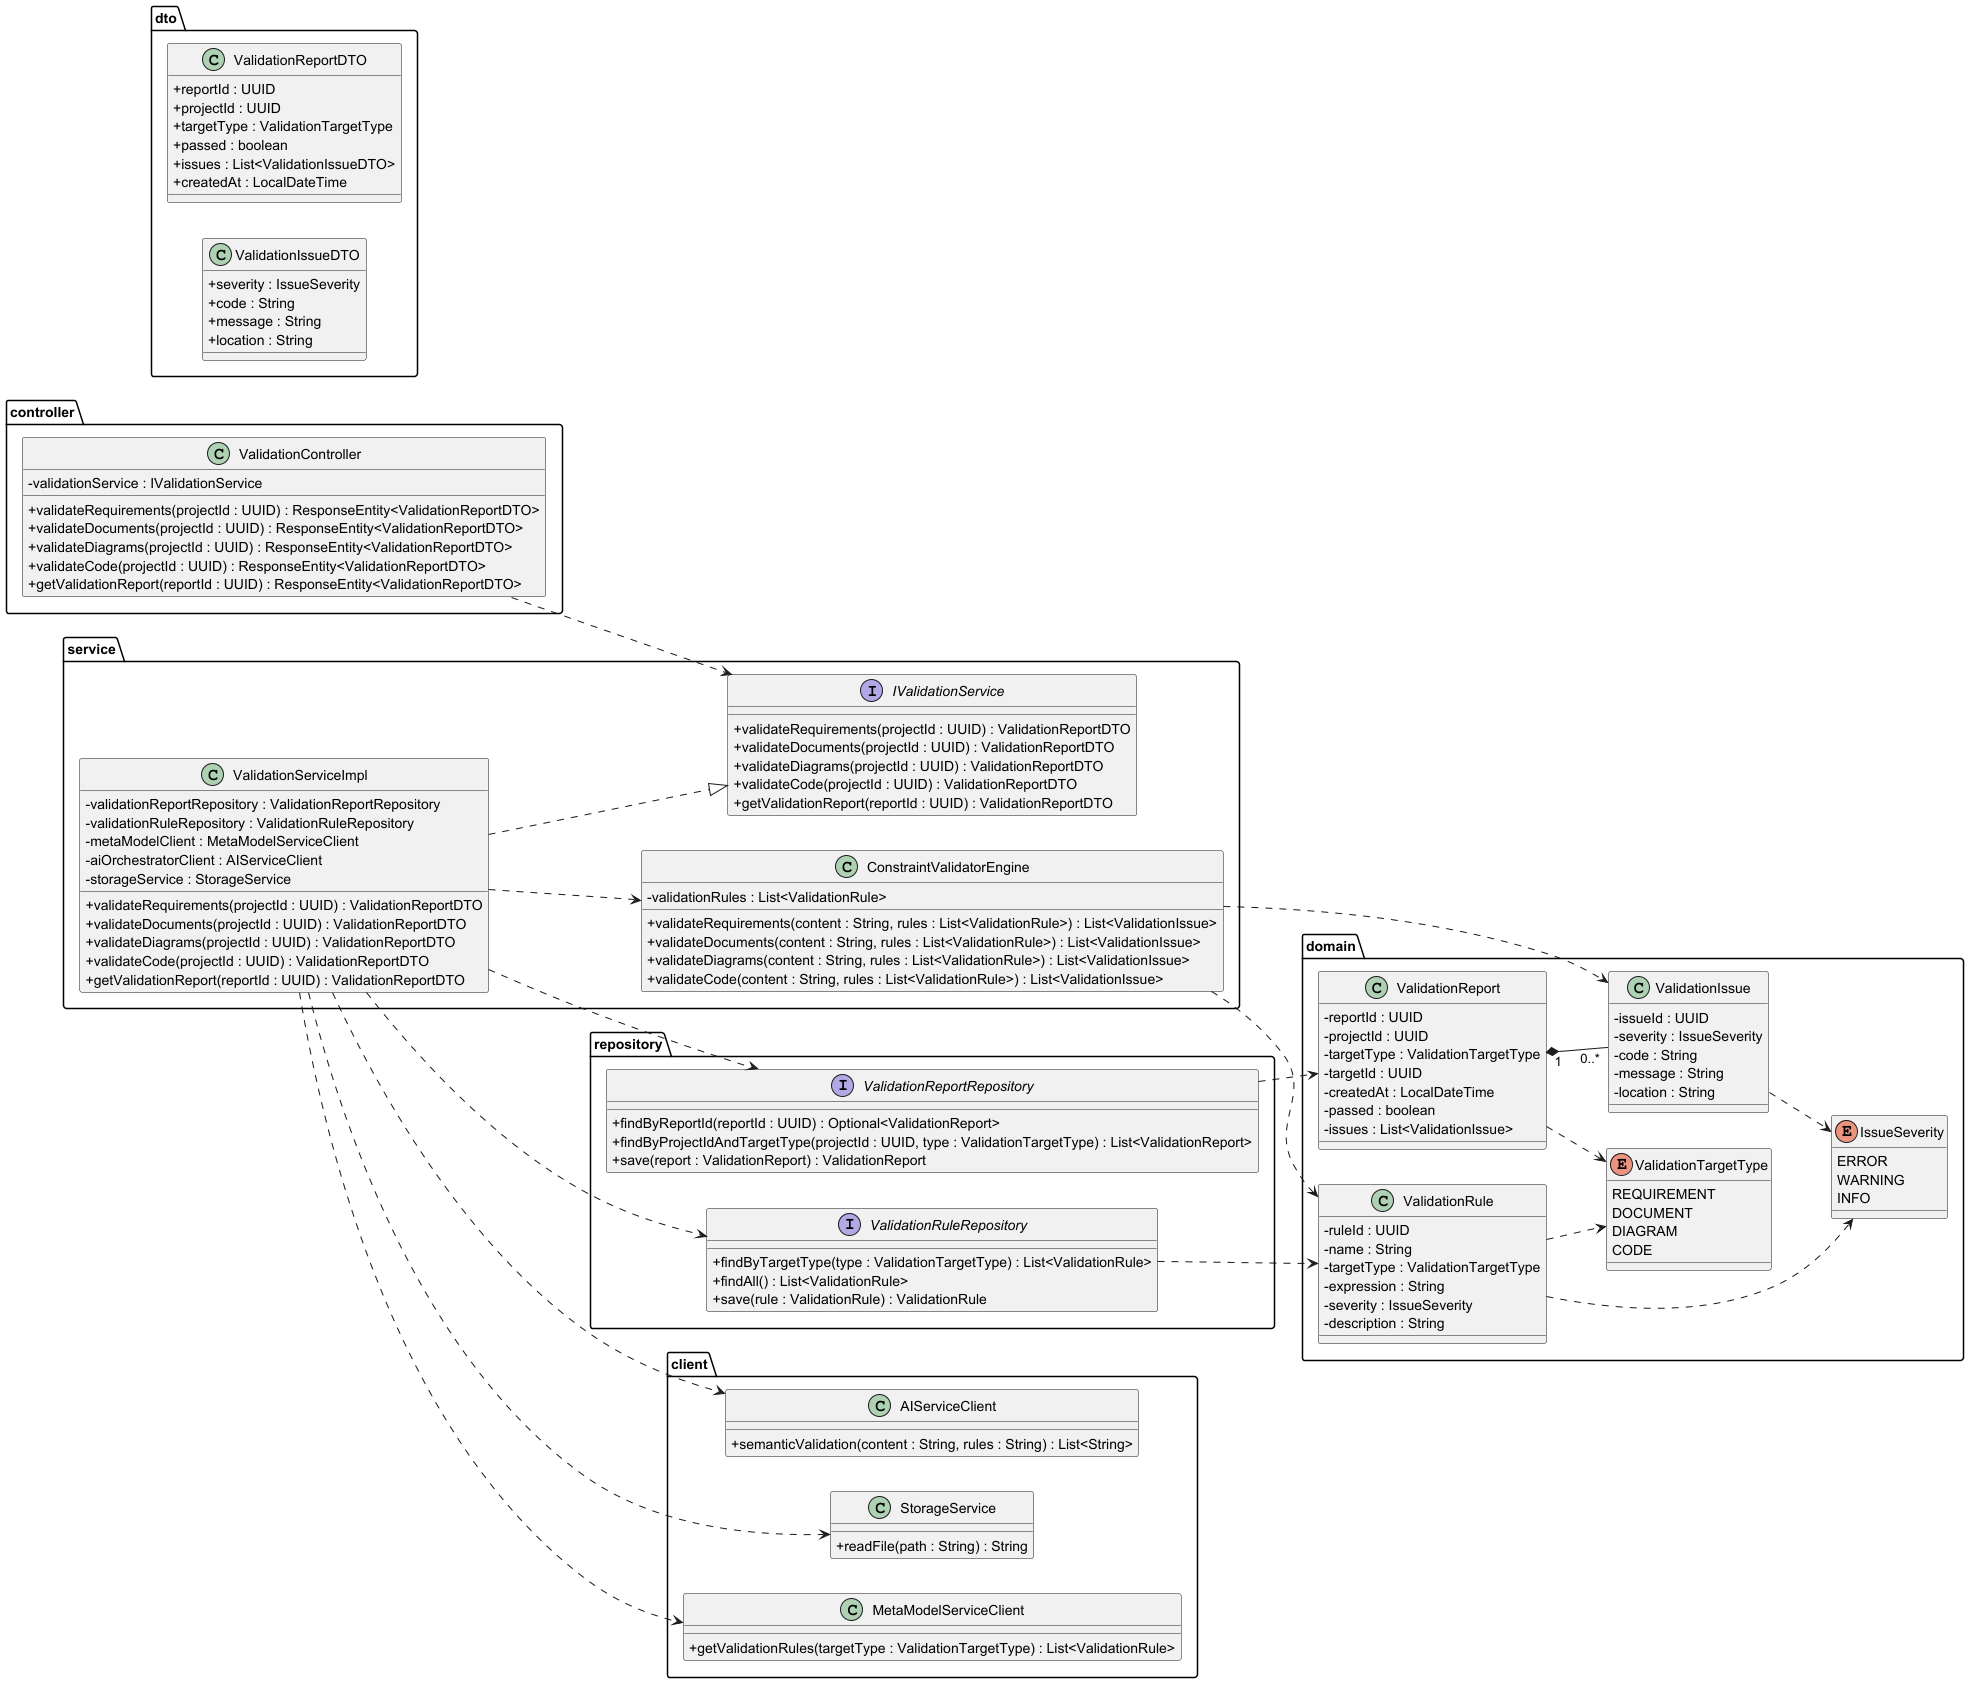 dto
C ValidationReportDTO
+reportId : UUID
+projectId : UUID
+targetType : ValidationTargetType
+passed : boolean
+issues : List<ValidationIssueDTO>
+createdAt : LocalDateTime
C ValidationIssueDTO
+severity : IssueSeverity
+code : String
+message : String
+location : String
controller
C ValidationController
-validationService : IValidationService
+validateRequirements(projectId : UUID) : ResponseEntity<ValidationReportDTO>
+validateDocuments(projectId : UUID) : ResponseEntity<ValidationReportDTO>
+validateDiagrams(projectId : UUID) : ResponseEntity<ValidationReportDTO>
+validateCode(projectId : UUID) : ResponseEntity<ValidationReportDTO>
+getValidationReport(reportId : UUID) : ResponseEntity<ValidationReportDTO>
service
I IValidationService
+validateRequirements(projectId : UUID) : ValidationReportDTO
+validateDocuments(projectId : UUID) : ValidationReportDTO
+validateDiagrams(projectId : UUID) : ValidationReportDTO
+validateCode(projectId : UUID) : ValidationReportDTO
+getValidationReport(reportId : UUID) : ValidationReportDTO
C ValidationServiceImpl
-validationReportRepository : ValidationReportRepository
-validationRuleRepository : ValidationRuleRepository
-metaModelClient : MetaModelServiceClient
-aiOrchestratorClient : AIServiceClient
-storageService : StorageService
+validateRequirements(projectId : UUID) : ValidationReportDTO
+validateDocuments(projectId : UUID) : ValidationReportDTO
+validateDiagrams(projectId : UUID) : ValidationReportDTO
+validateCode(projectId : UUID) : ValidationReportDTO
+getValidationReport(reportId : UUID) : ValidationReportDTO
C ConstraintValidatorEngine
-validationRules : List<ValidationRule>
+validateRequirements(content : String, rules : List<ValidationRule>) : List<ValidationIssue>
+validateDocuments(content : String, rules : List<ValidationRule>) : List<ValidationIssue>
+validateDiagrams(content : String, rules : List<ValidationRule>) : List<ValidationIssue>
+validateCode(content : String, rules : List<ValidationRule>) : List<ValidationIssue>
domain
C ValidationReport
-reportId : UUID
-projectId : UUID
-targetType : ValidationTargetType
-targetId : UUID
-createdAt : LocalDateTime
-passed : boolean
-issues : List<ValidationIssue>
1
0..*
C ValidationIssue
-issueId : UUID
-severity : IssueSeverity
-code : String
-message : String
-location : String
E IssueSeverity
ERROR
WARNING
INFO
E ValidationTargetType
REQUIREMENT
DOCUMENT
DIAGRAM
CODE
C ValidationRule
-ruleId : UUID
-name : String
-targetType : ValidationTargetType
-expression : String
-severity : IssueSeverity
-description : String
repository
I ValidationReportRepository
+findByReportId(reportId : UUID) : Optional<ValidationReport>
+findByProjectIdAndTargetType(projectId : UUID, type : ValidationTargetType) : List<ValidationReport>
+save(report : ValidationReport) : ValidationReport
I ValidationRuleRepository
+findByTargetType(type : ValidationTargetType) : List<ValidationRule>
+findAll() : List<ValidationRule>
+save(rule : ValidationRule) : ValidationRule
client
C AIServiceClient
+semanticValidation(content : String, rules : String) : List<String>
C StorageService
+readFile(path : String) : String
C MetaModelServiceClient
+getValidationRules(targetType : ValidationTargetType) : List<ValidationRule>